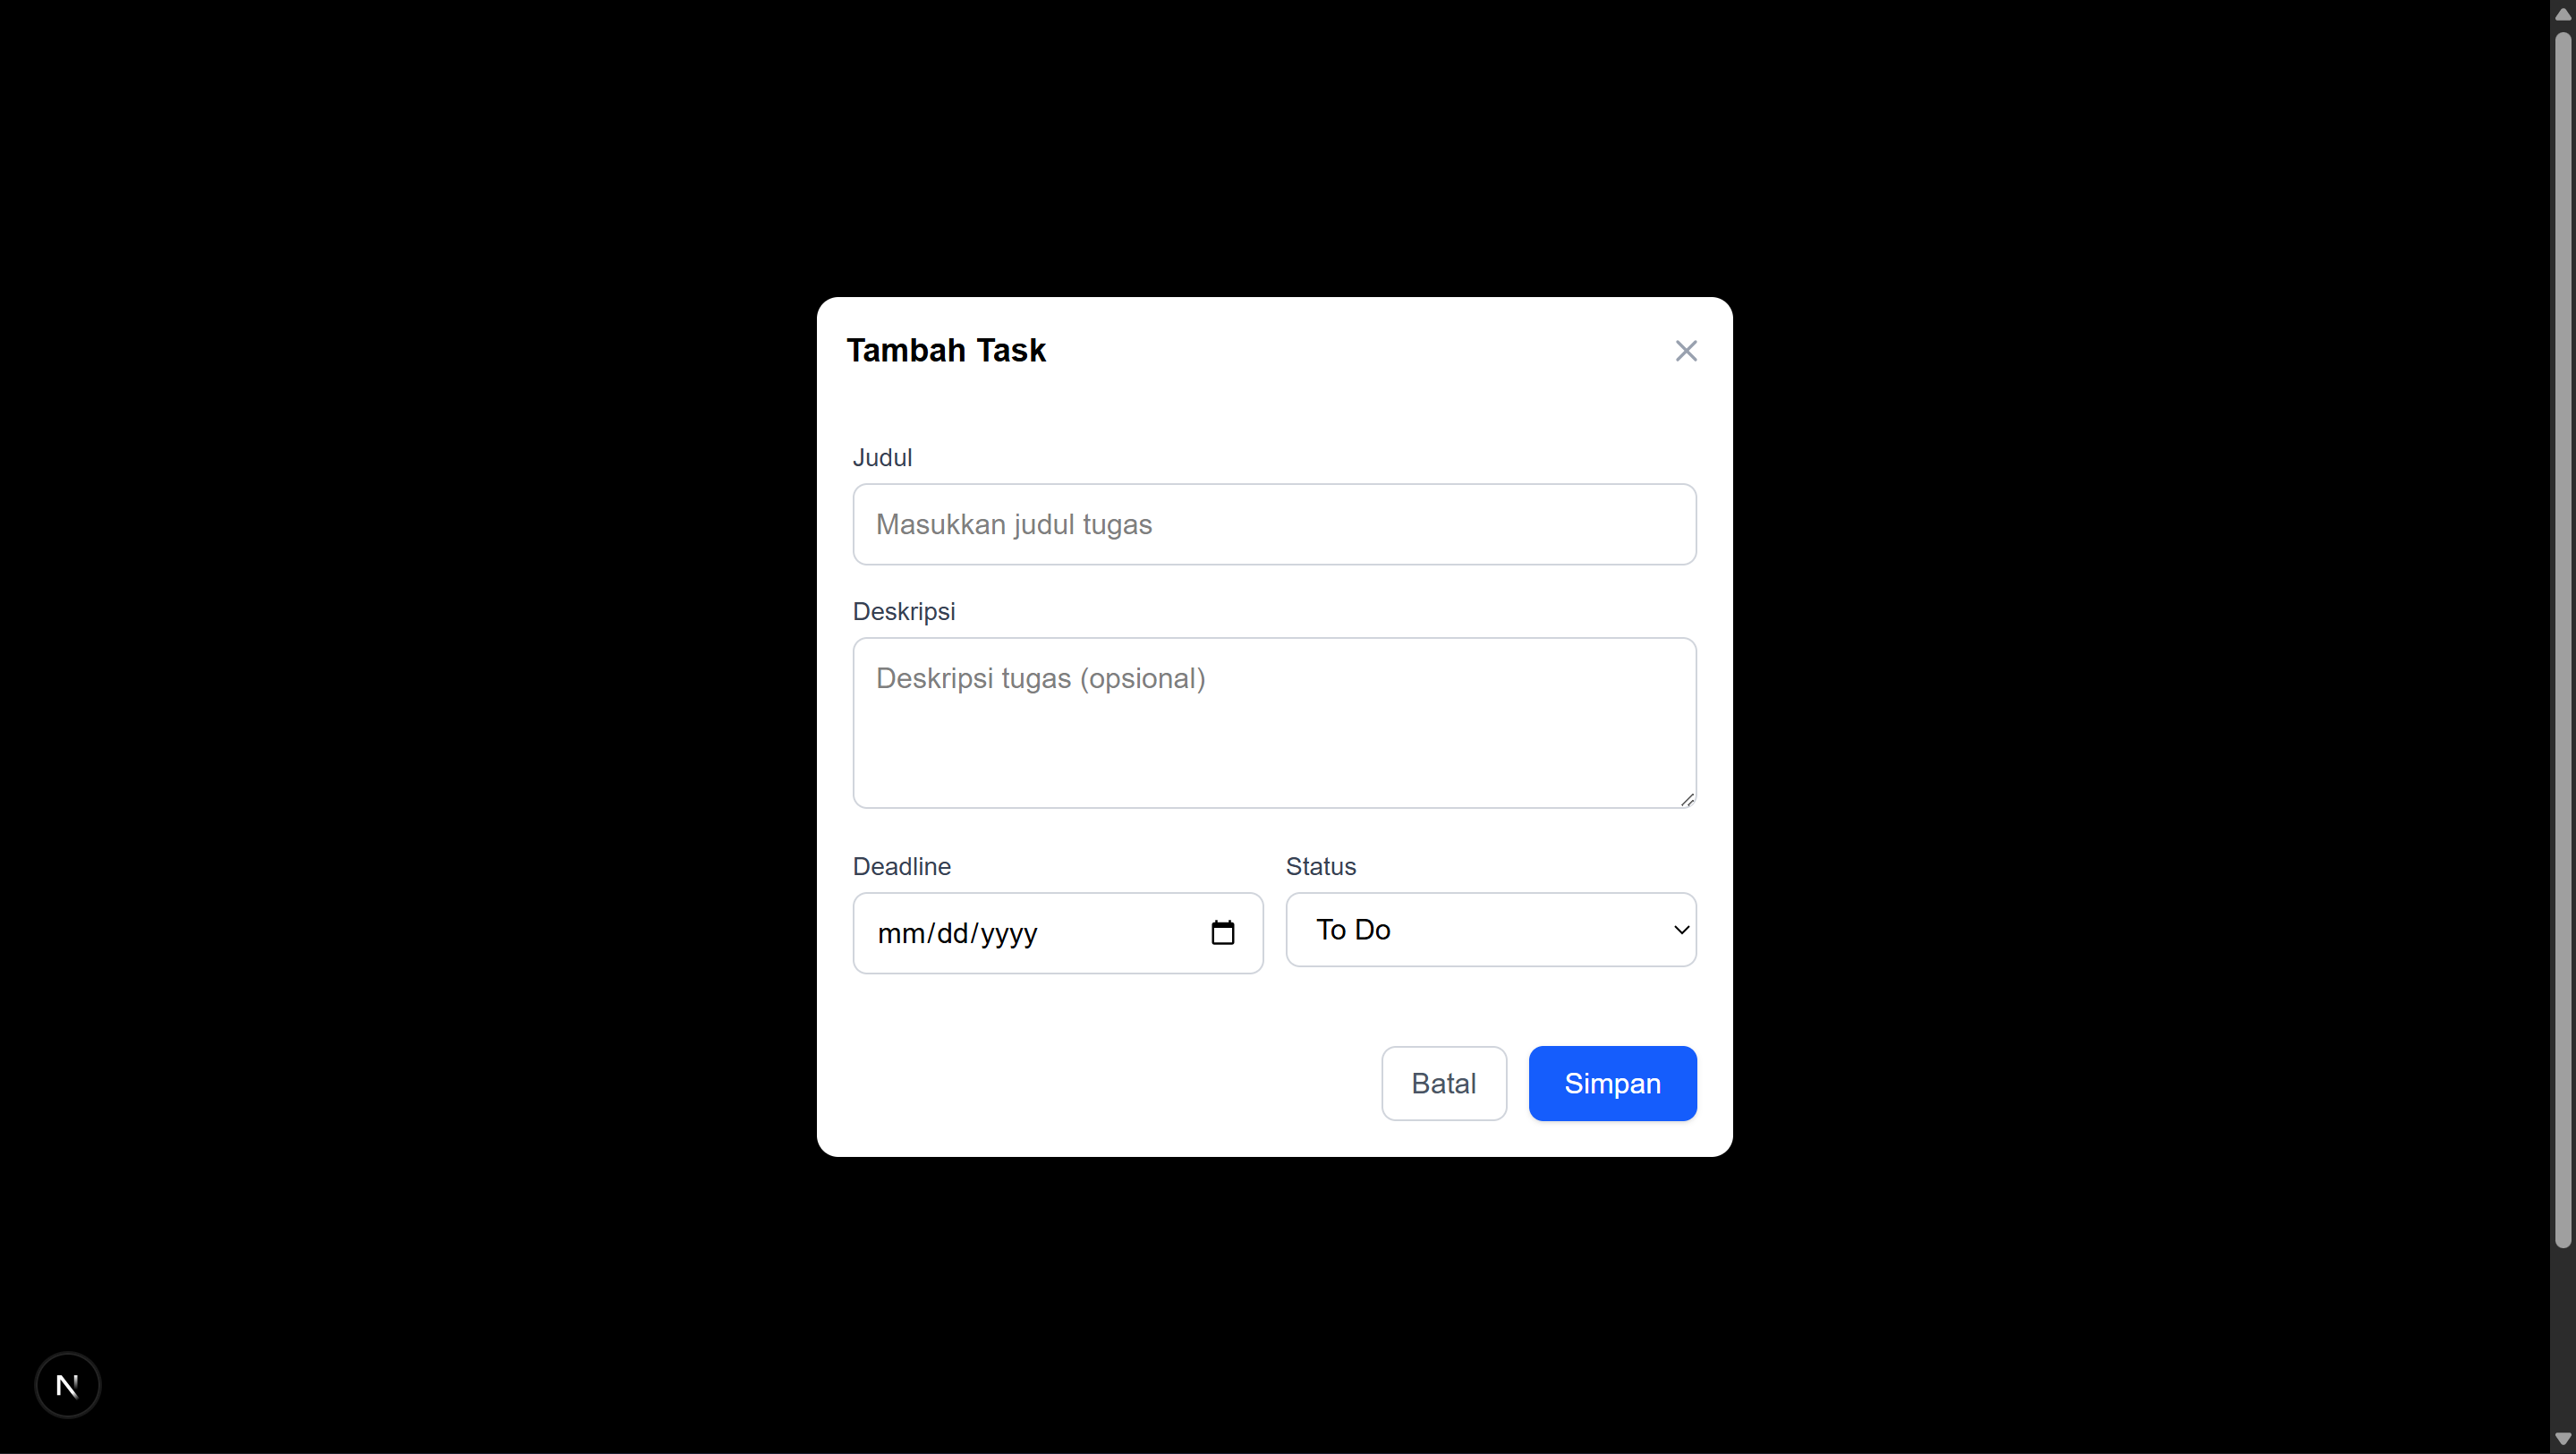 Tambah Task
Judul
Masukkan judul tugas
Deskripsi
Deskripsi tugas (opsional)
Deadline
Status
mm/dd/yyyy
To Do
Batal
Simpan
N